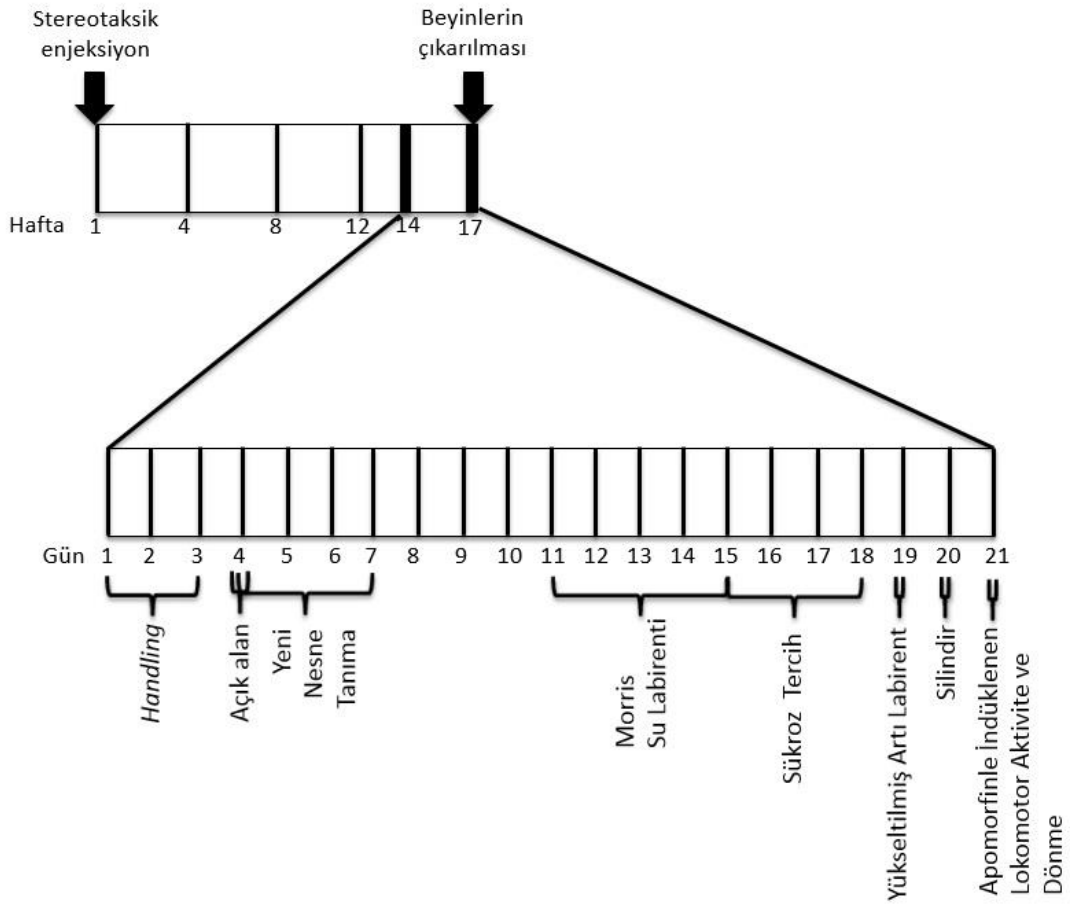 Stereotaksik
enjeksiyon
Beyinlerin
çıkarılması
Hafta
1
4
8
12
14
17
Gün
1
2
3
4
5
6
7
8
9
10
11
12
13
14
15
16
17
18
19
20
21
Handling
Açık alan
Yeni
Nesne
Tanıma
Morris
Su Labirenti
Sükroz Tercih
Yükseltilmiş Artı Labirent
Silindir
Apomorfinle İndüklenen
Lokomotor Aktivite ve
Dönme